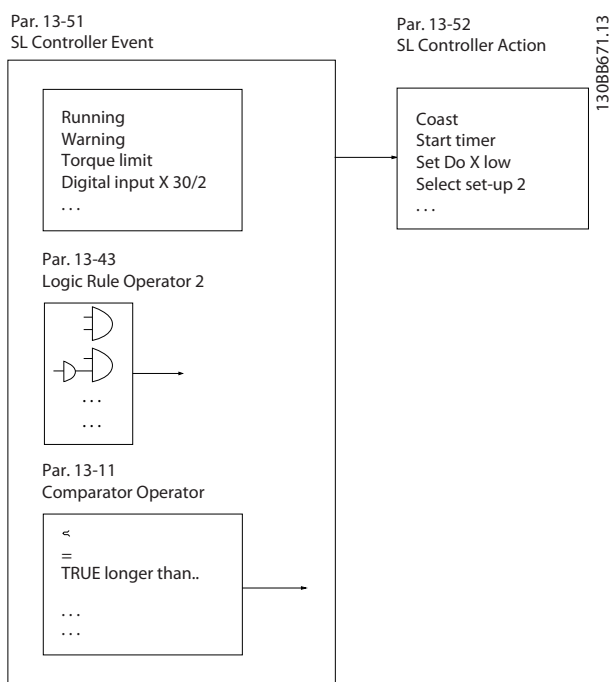 Par. 13-51
SL Controller Event
Par. 13-52
SL Controller Action
130BB671.13
Running
Warning
Torque limit
Digital input X 30/2
. . .
Coast
Start timer
Set Do X low
Select set-up 2
. . .
Par. 13-43
Logic Rule Operator 2
. . .
. . .
Par. 13-11
Comparator Operator
=
TRUE longer than..
. . .
. . .